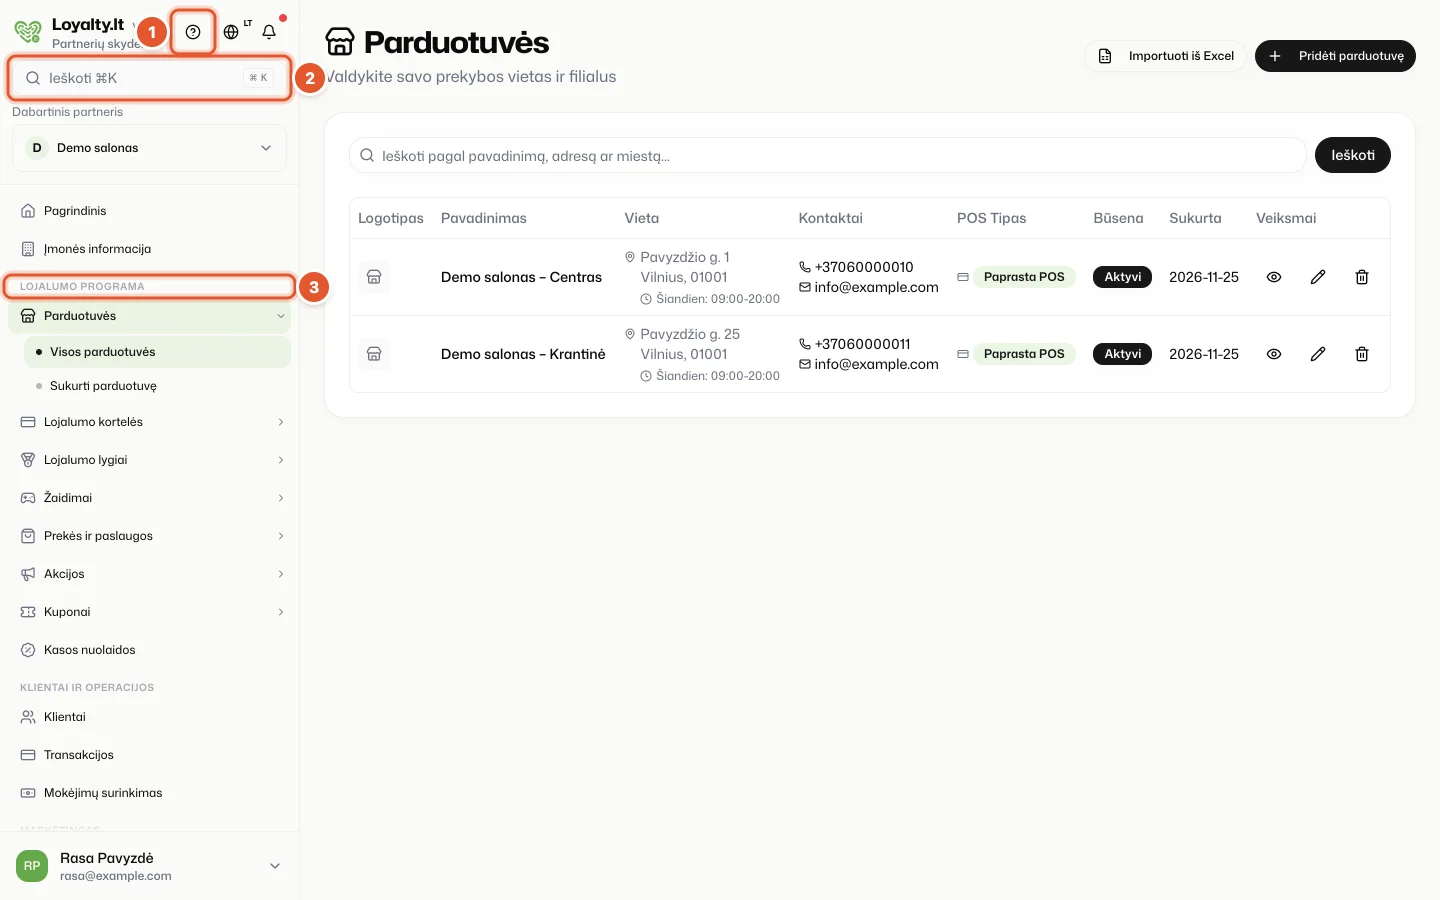 Loyalty.lt
Partnerių
1
LT
Ieškoti ⌘K
⌘ K
2
Dabartinis partneris
D
Demo salonas
Pagrindinis
Įmonės informacija
LOJALUMO PROGRAMA
3
Parduotuvės
Visos parduotuvės
Sukurti parduotuvę
Lojalumo kortelės
Lojalumo lygiai
Žaidimai
Prekės ir paslaugos
Akcijos
Kuponai
Kasos nuolaidos
KLIENTAI IR OPERACIJOS
Klientai
Transakcijos
Mokėjimų surinkimas
RP
Rasa Pavyzdė
rasa@example.com
Parduotuvės
Valdykite savo prekybos vietas ir filialus
Importuoti iš Excel
Pridėti parduotuvę
Ieškoti pagal pavadinimą, adresą ar miestą...
Ieškoti
Logotipas Pavadinimas Vieta Kontaktai POS Tipas Būsena Sukurta Veiksmai
Demo salonas – Centras
Pavyzdžio g. 1
Vilnius, 01001
Šiandien: 09:00-20:00
+37060000010
info@example.com
Paprasta POS
Aktyvi
2026-11-25
Demo salonas – Krantinė
Pavyzdžio g. 25
Vilnius, 01001
Šiandien: 09:00-20:00
+37060000011
info@example.com
Paprasta POS
Aktyvi
2026-11-25